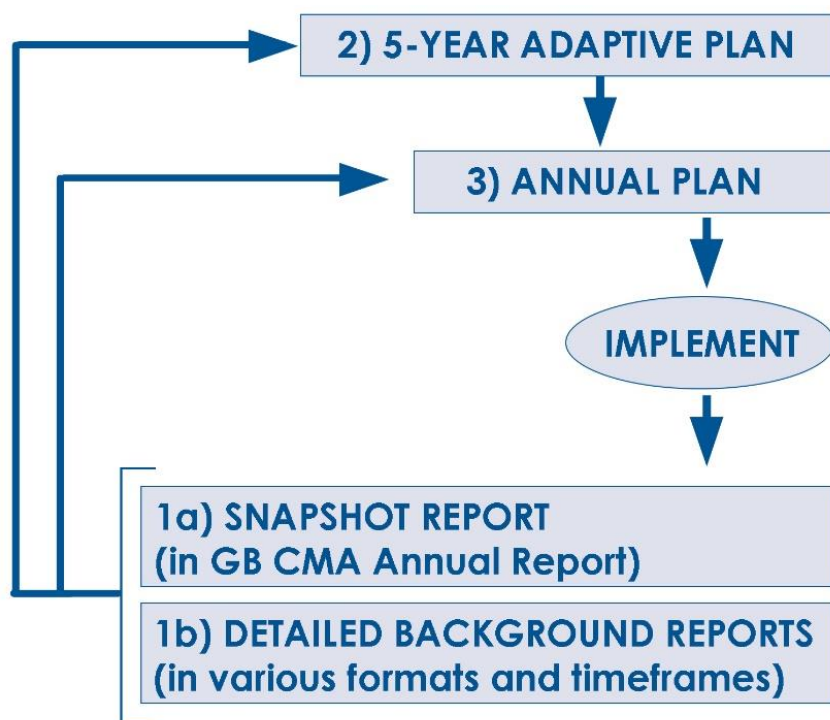 2) 5-YEAR ADAPTIVE PLAN
3) ANNUAL PLAN
IMPLEMENT
1a) SNAPSHOT REPORT
(in GB CMA Annual Report)
1b) DETAILED BACKGROUND REPORTS
(in various formats and timeframes)